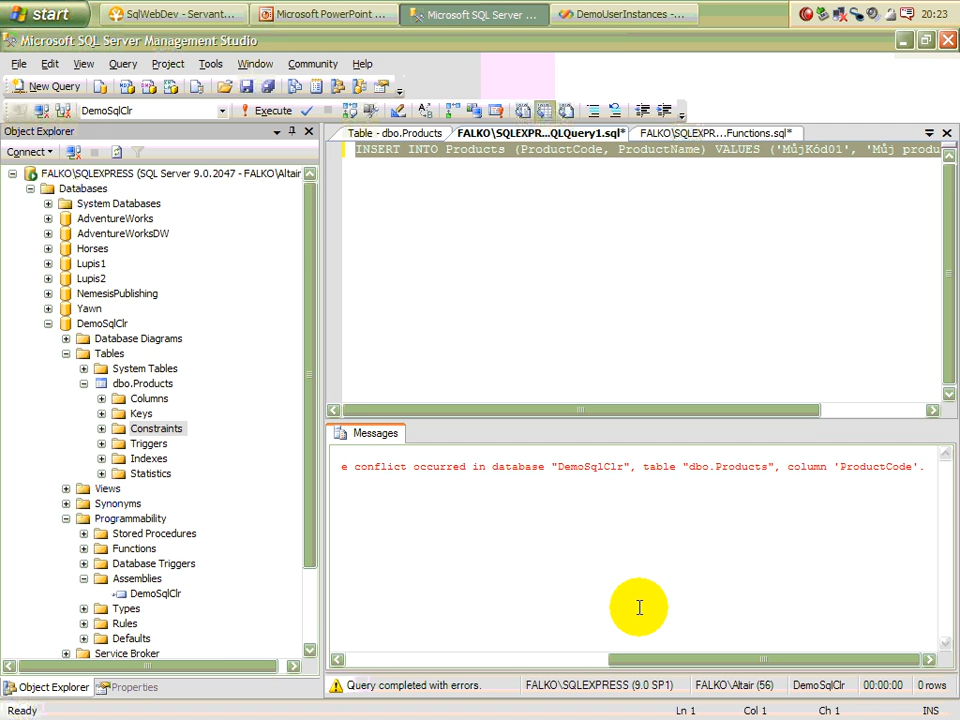 start
SqlWebDev - Servant...
Microsoft PowerPoint ...
Microsoft SQL Server ...
DemoUserInstances - ...
20:23
Microsoft SQL Server Management Studio
File Edit View Query Project Tools Window Community Help
New Query
DemoSqlClr
Execute
Object Explorer
Table - dbo.Products
FALKO\SQLEXPR...QLQuery1.sql*
FALKO\SQLEXPR...Functions.sql*
Connect
INSERT INTO Products (ProductCode, ProductName) VALUES ('MůjKód01', 'Můj produ
FALKO\SQLEXPRESS (SQL Server 9.0.2047 - FALKO\Altair
Databases
System Databases
AdventureWorks
AdventureWorksDW
Horses
Lupis1
Lupis2
NemesisPublishing
Yawn
DemoSqlClr
Database Diagrams
Tables
System Tables
dbo.Products
Columns
Keys
Constraints
Triggers
Indexes
Statistics
Views
Synonyms
Programmability
Stored Procedures
Functions
Database Triggers
Assemblies
DemoSqlClr
Types
Rules
Defaults
Service Broker
Messages
e conflict occurred in database "DemoSqlClr", table "dbo.Products", column 'ProductCode'.
Object Explorer
Properties
Query completed with errors.
FALKO\SQLEXPRESS (9.0 SP1)
FALKO\Altair (56)
DemoSqlClr
00:00:00
0 rows
Ready
Ln 1
Col 1
Ch 1
INS